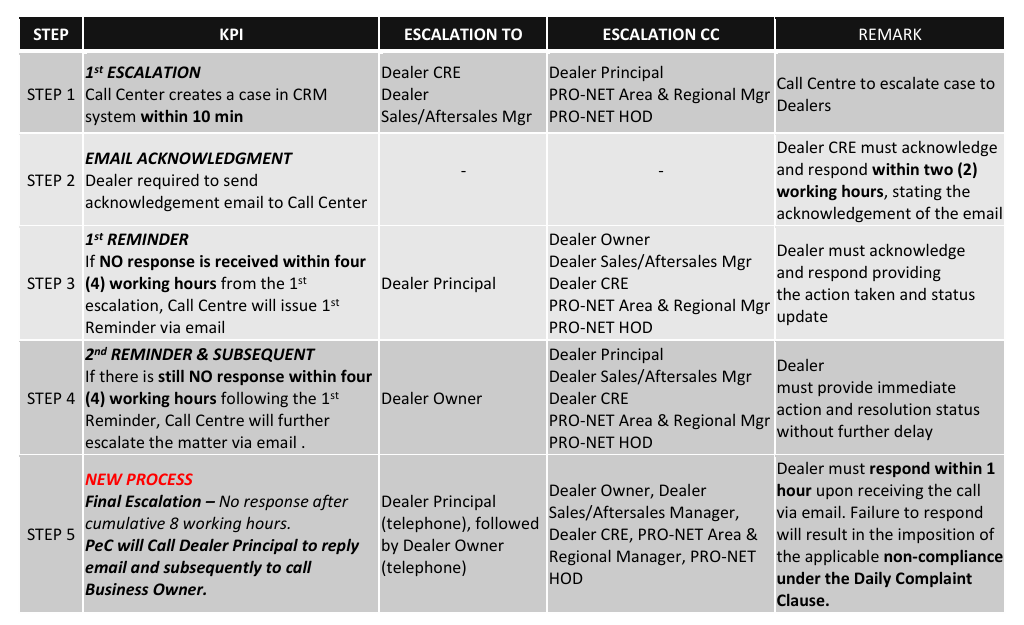 STEP
KPI
ESCALATION TO
ESCALATION CC
REMARK
STEP 1
1st ESCALATION
Call Center creates a case in CRM
system within 10 min
Dealer CRE
Dealer
Sales/Aftersales Mgr
Dealer Principal
PRO-NET Area & Regional Mgr
PRO-NET HOD
Call Centre to escalate case to
Dealers
STEP 2
EMAIL ACKNOWLEDGMENT
Dealer required to send
acknowledgement email to Call Center
-
-
Dealer CRE must acknowledge
and respond within two (2)
working hours, stating the
acknowledgement of the email
STEP 3
1st REMINDER
If NO response is received within four
(4) working hours from the 1st
escalation, Call Centre will issue 1st
Reminder via email
Dealer Principal
Dealer Owner
Dealer Sales/Aftersales Mgr
Dealer CRE
PRO-NET Area & Regional Mgr
PRO-NET HOD
Dealer must acknowledge
and respond providing
the action taken and status
update
STEP 4
2nd REMINDER & SUBSEQUENT
If there is still NO response within four
(4) working hours following the 1st
Reminder, Call Centre will further
escalate the matter via email .
Dealer Owner
Dealer Principal
Dealer Sales/Aftersales Mgr
Dealer CRE
PRO-NET Area & Regional Mgr
PRO-NET HOD
Dealer
must provide immediate
action and resolution status
without further delay
STEP 5
NEW PROCESS
Final Escalation – No response after
cumulative 8 working hours.
PeC will Call Dealer Principal to reply
email and subsequently to call
Business Owner.
Dealer Principal
(telephone), followed
by Dealer Owner
(telephone)
Dealer Owner, Dealer
Sales/Aftersales Manager,
Dealer CRE, PRO-NET Area &
Regional Manager, PRO-NET
HOD
Dealer must respond within 1
hour upon receiving the call
via email. Failure to respond
will result in the imposition of
the applicable non-compliance
under the Daily Complaint
Clause.